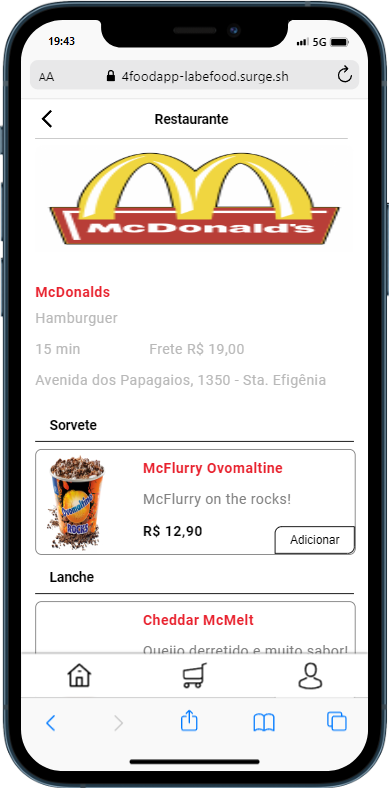 19:43
5G
AA
4foodapp-labefood.surge.sh
Restaurante
McDonald's
McDonalds
Hamburguer
15 min
Frete R$ 19,00
Avenida dos Papagaios, 1350 - Sta. Efigênia
Sorvete
McFlurry Ovomaltine
McFlurry on the rocks!
Ovomaltine
ROCKS
R$ 12,90
Adicionar
Lanche
Cheddar McMelt
Queijo derretido e muito sabor!